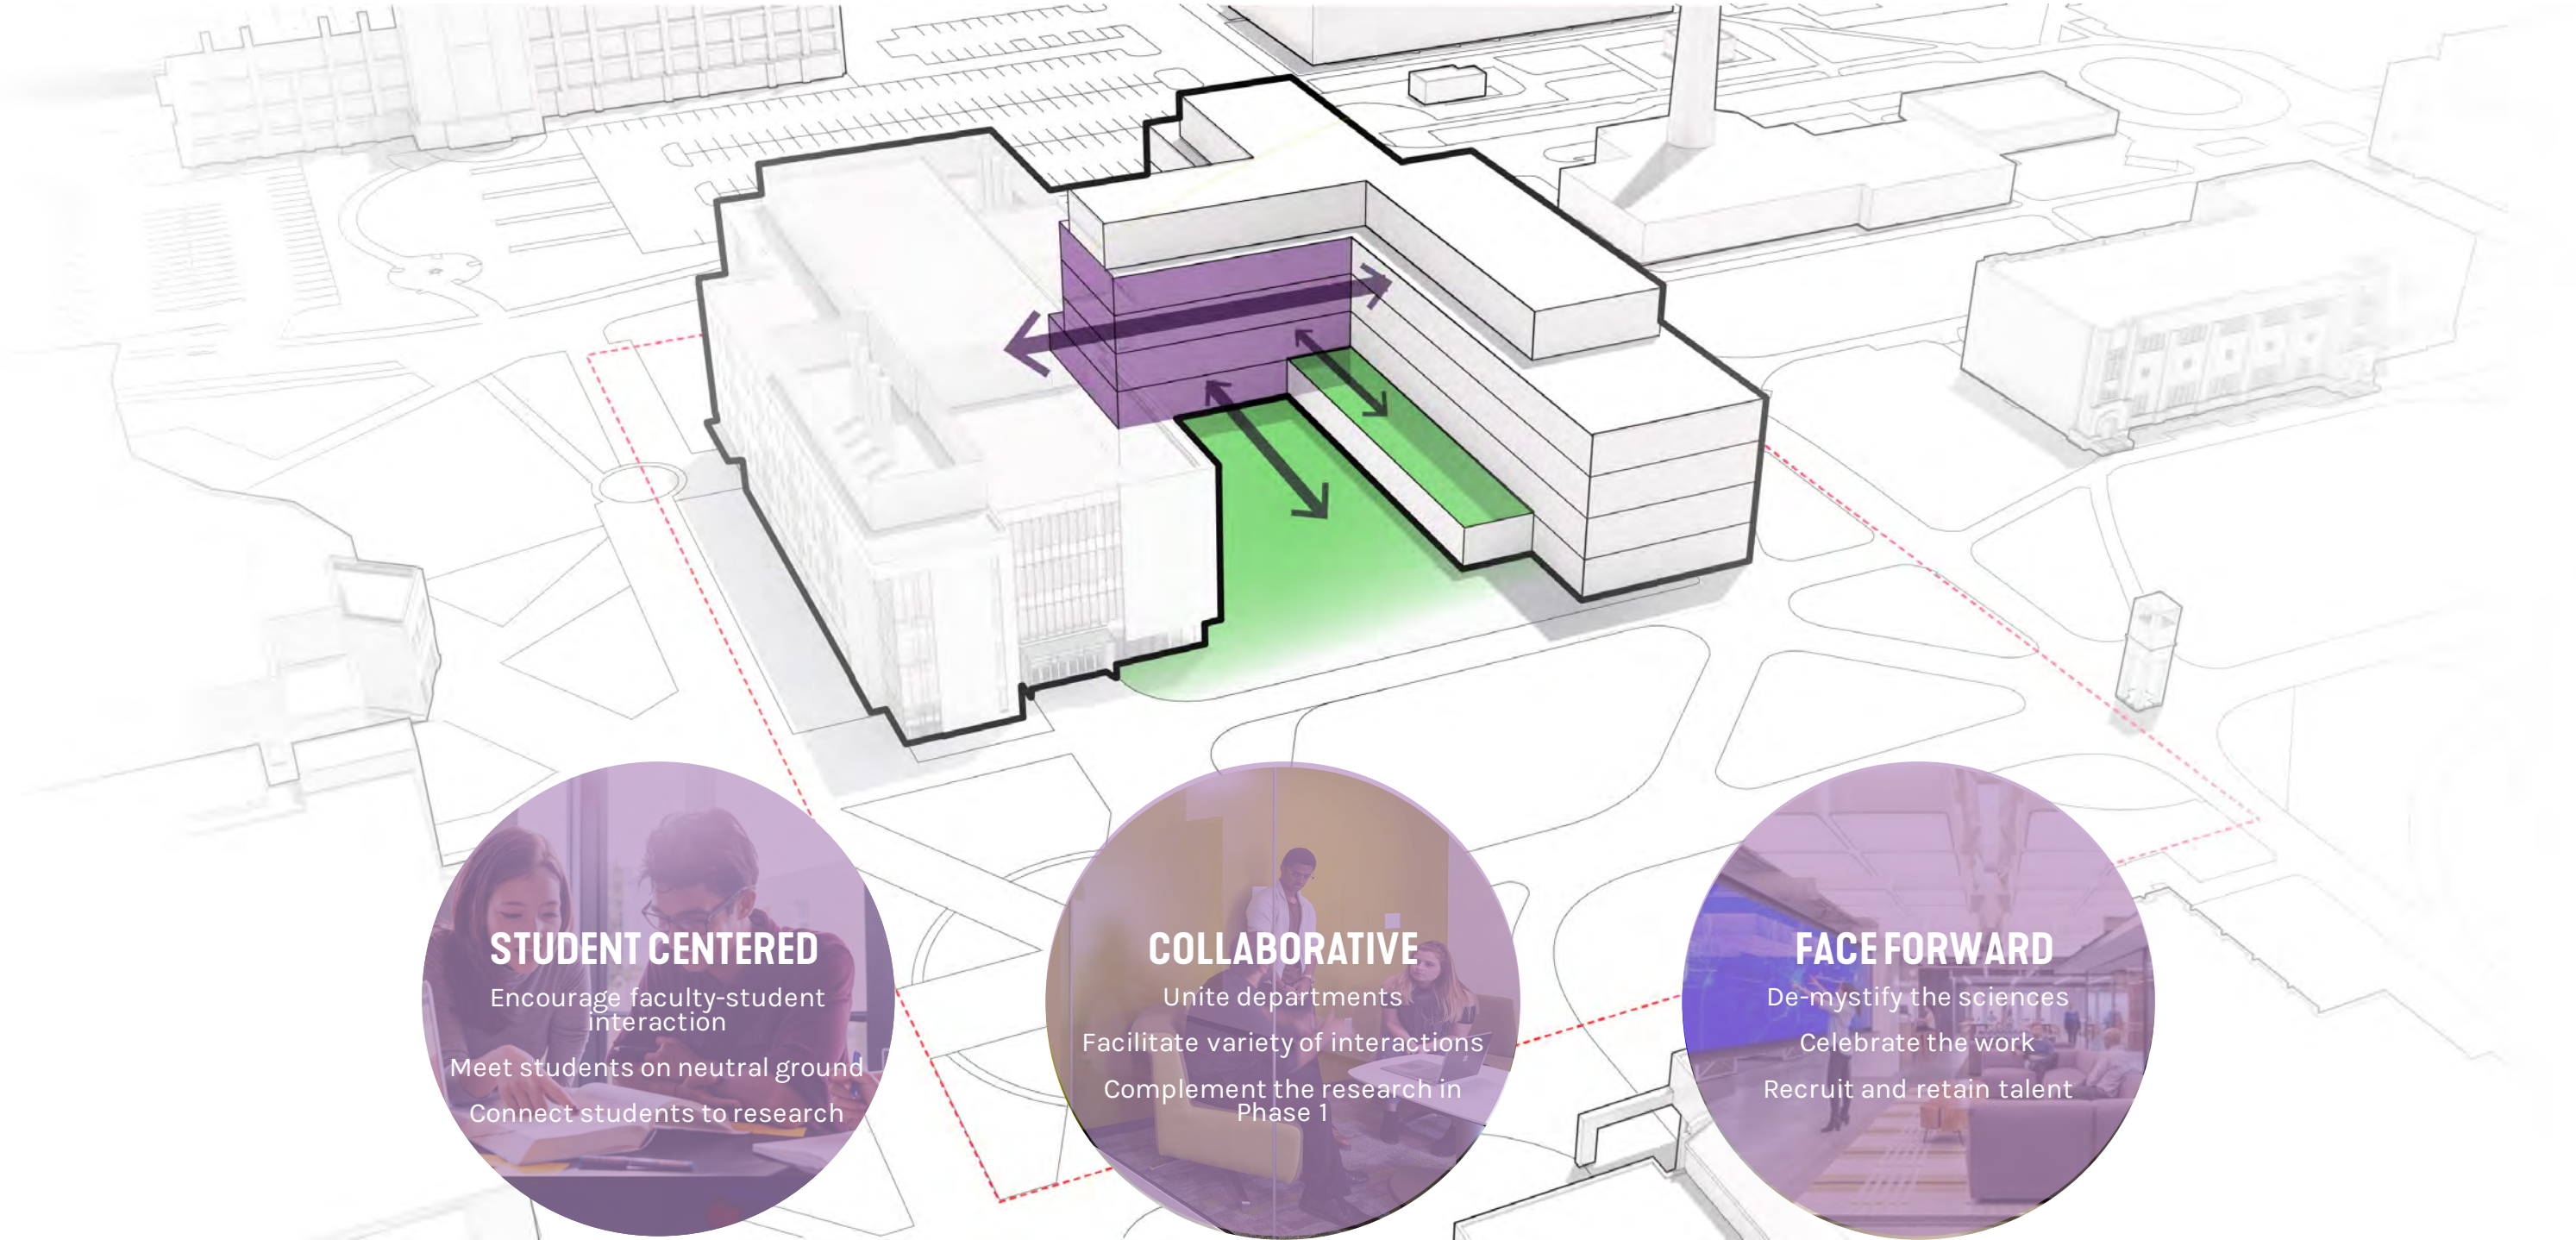 STUDENT CENTERED
Encourage faculty-student
interaction
Meet students on neutral ground
Connect students to research
COLLABORATIVE
Unite departments
Facilitate variety of interactions
Complement the research in
Phase 1
FACE FORWARD
De-mystify the sciences
Celebrate the work
Recruit and retain talent